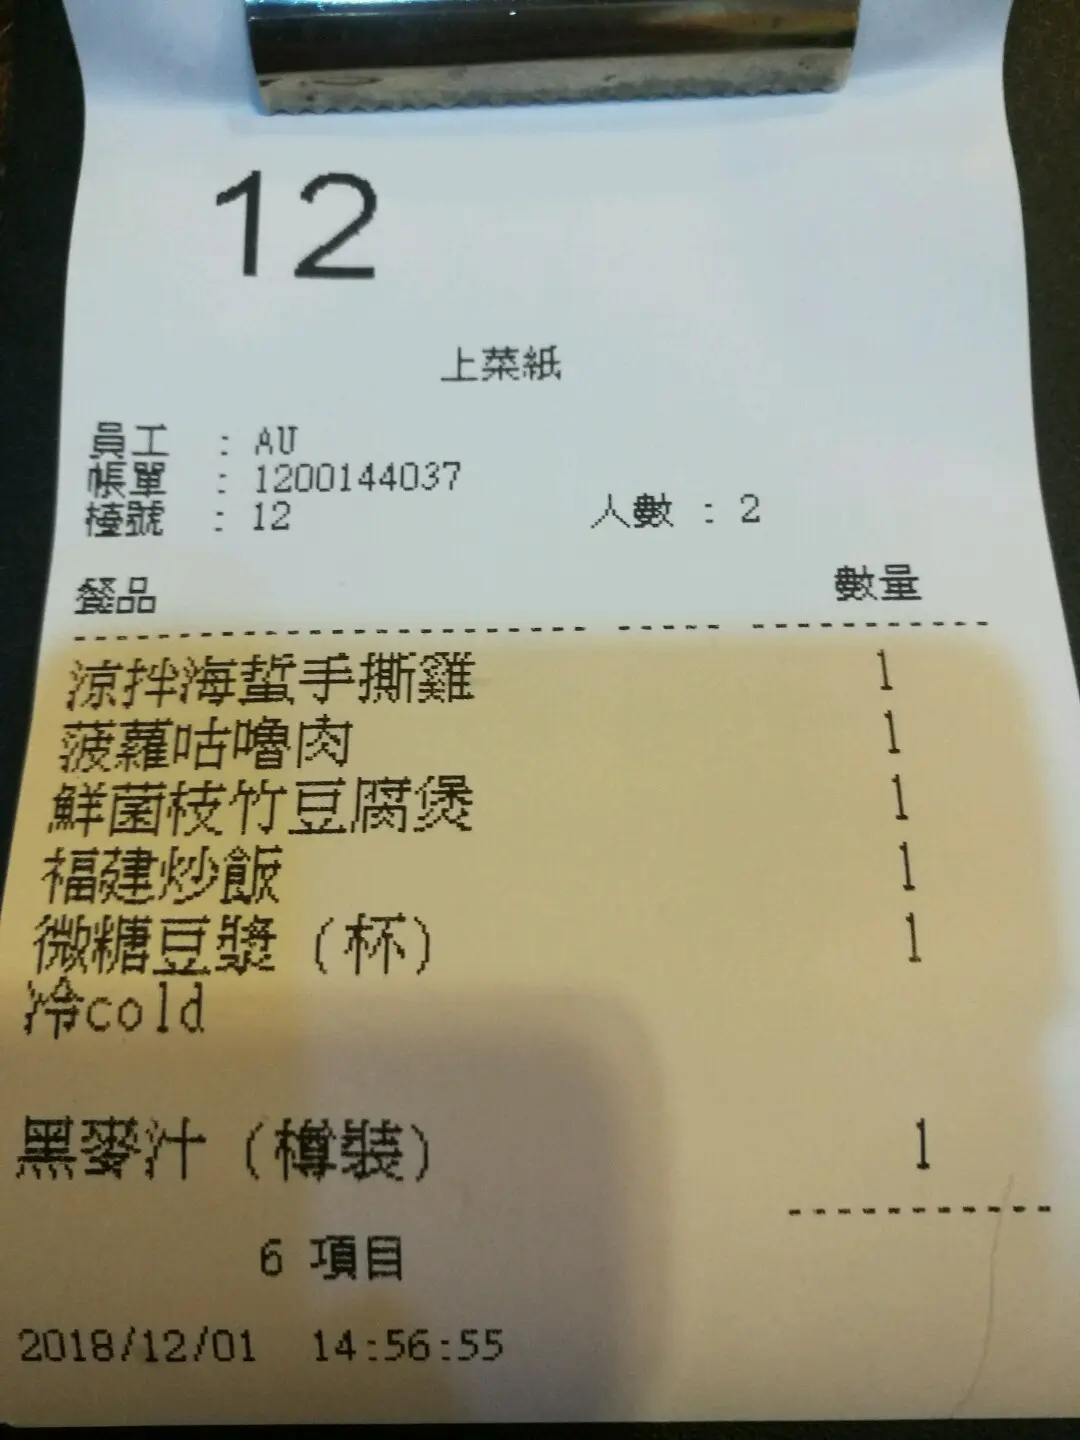 12
上菜紙
員工 : AU
帳單 : 1200144037
檯號 : 12 人數 : 2
餐品 數量
涼拌海蜇手撕雞 1
菠蘿咕嚕肉 1
鮮菌枝竹豆腐煲 1
福建炒飯 1
微糖豆漿 (杯) 1
冷cold
黑麥汁 (樽裝) 1
6 項目
2018/12/01 14:56:55